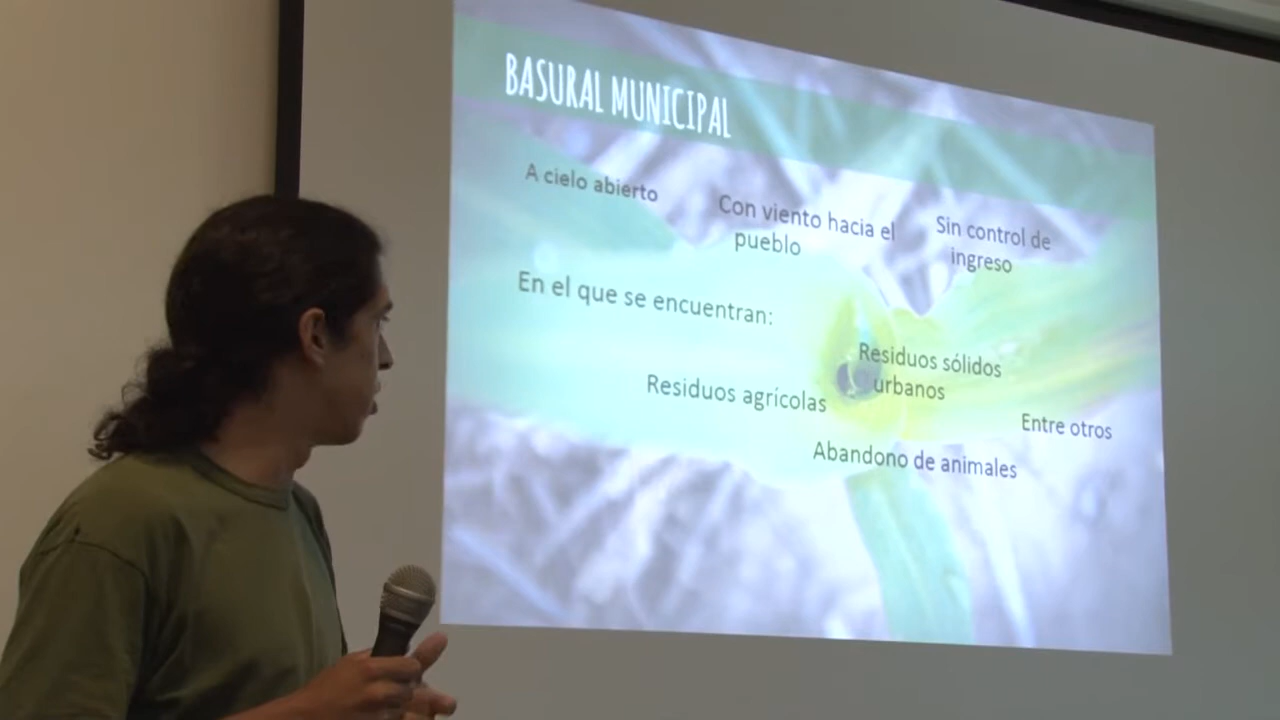 BASURAL MUNICIPAL
A cielo abierto
Con viento hacia el
pueblo
Sin control de
ingreso
En el que se encuentran:
Residuos sólidos
urbanos
Residuos agrícolas
Entre otros
Abandono de animales